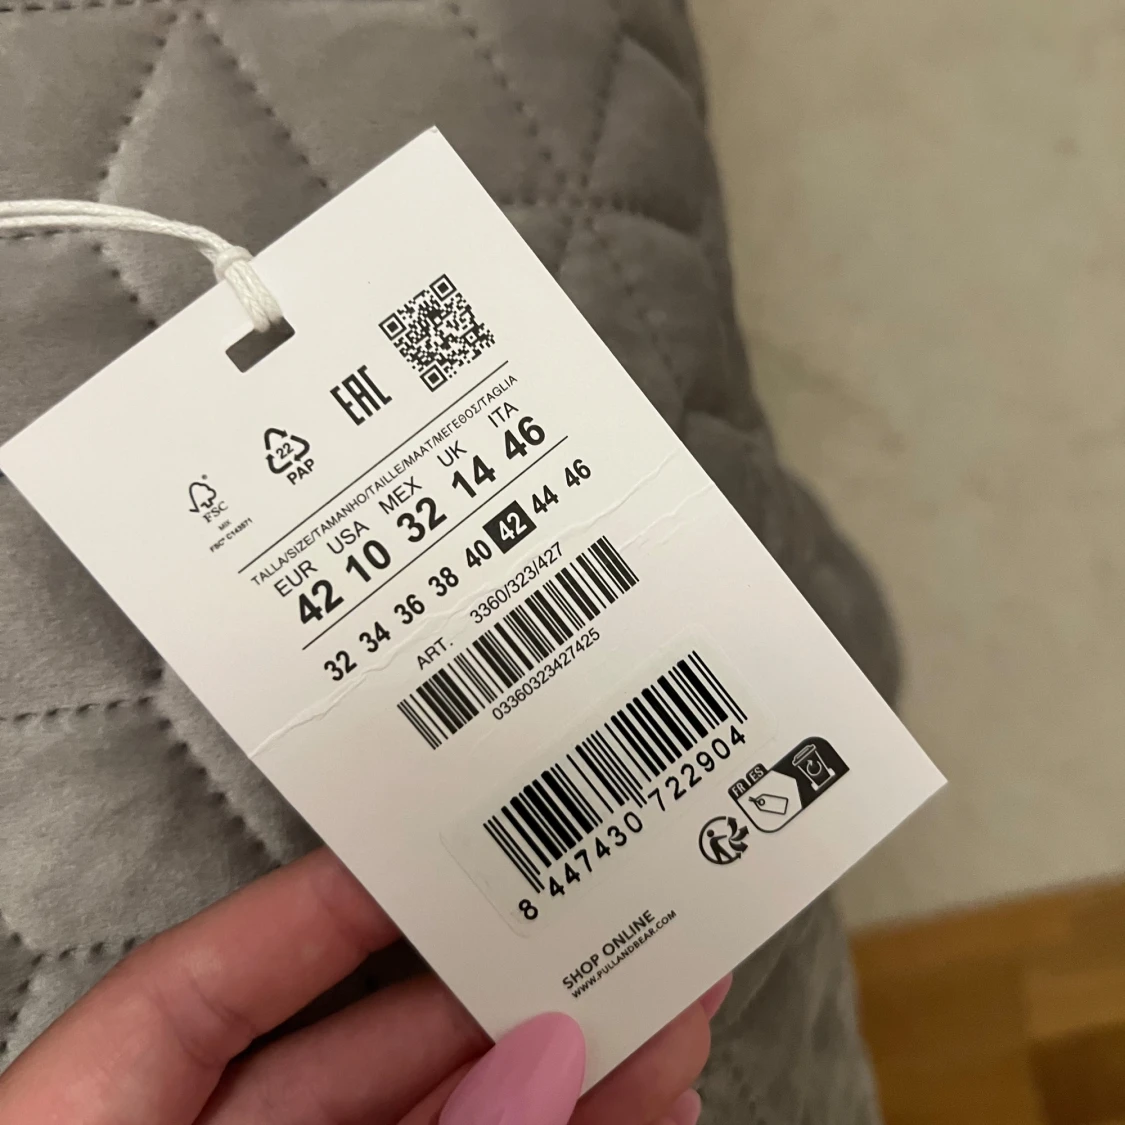 FSC
MIX
FSC® C143871
22
PAP
EAC
TALLA/SIZE/TAMANHO/TAILLE/MAAT/ΜΕΓΕΘΟΣ/TAGLIA
EUR USA MEX UK ITA
42 10 32 14 46
32 34 36 38 40 42 44 46
ART. 3360/323/427
03360323427425
8 447430 722904
FR ES
SHOP ONLINE
WWW.PULLANDBEAR.COM